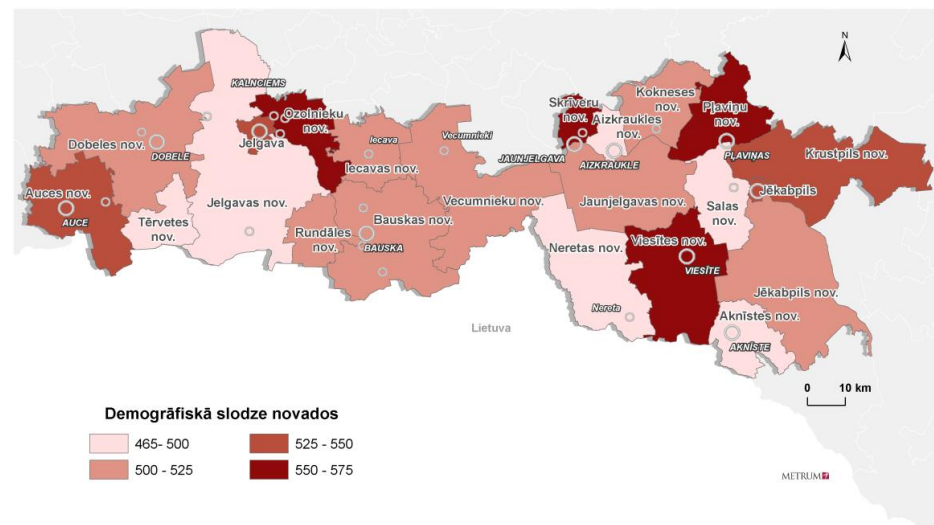 N
KALNCIEMS
Ozolnieku
nov.
Jelgava
Dobeles nov.
DOBELE
Auces nov.
AUCE
Tērvetes
nov.
Jelgavas nov.
Iecava
Iecavas nov.
Vecumnieki
Vecumnieku nov.
Rundāles
nov.
Bauskas nov.
BAUSKA
Skrīveru
nov.
Kokneses
nov.
Aizkraukles
nov.
JAUNJELGAVA
AIZKRAUKLE
Pļaviņu
nov.
PĻAVIŅAS
Krustpils nov.
Jēkabpils
Jaunjelgavas nov.
Salas
nov.
Neretas nov.
Nereta
Viesītes nov.
VIESĪTE
Jēkabpils nov.
Aknīstes nov.
AKNĪSTE
Lietuva
0 10 km
Demogrāfiskā slodze novados
465- 500
525 - 550
500 - 525
550 - 575
METRUM